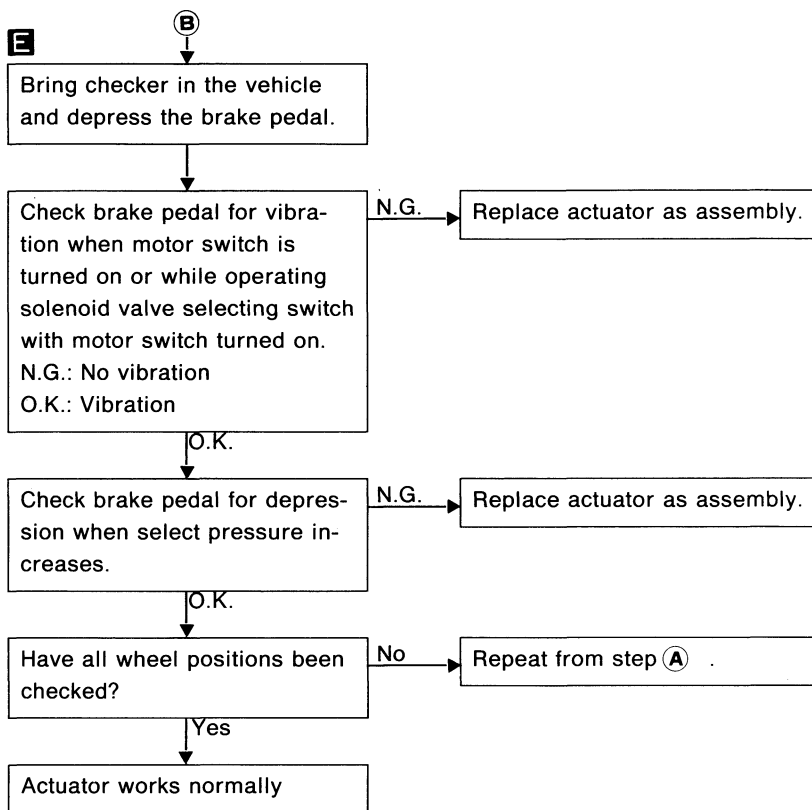 B
E
Bring checker in the vehicle
and depress the brake pedal.
Check brake pedal for vibra-
tion when motor switch is
turned on or while operating
solenoid valve selecting switch
with motor switch turned on.
N.G.: No vibration
O.K.: Vibration
N.G.
Replace actuator as assembly.
O.K.
Check brake pedal for depres-
sion when select pressure in-
creases.
N.G.
Replace actuator as assembly.
O.K.
Have all wheel positions been
checked?
No
Repeat from step A .
Yes
Actuator works normally